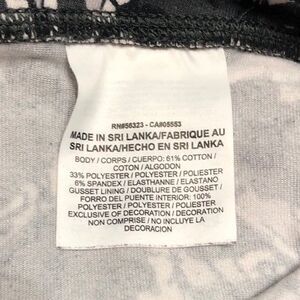 RN#56323 - CA#05553
MADE IN SRI LANKA/FABRIQUE AU
SRI LANKA/HECHO EN SRI LANKA
BODY / CORPS / CUERPO: 61% COTTON /
COTON / ALGODON
33% POLYESTER / POLYESTER / POLIESTER
6% SPANDEX / ELASTHANNE / ELASTANO
GUSSET LINING / DOUBLURE DE GOUSSET /
FORRO DEL PUENTE INTERIOR: 100%
POLYESTER / POLYESTER / POLIESTER
EXCLUSIVE OF DECORATION / DECORATION
NON COMPRISE / NO INCLUYE LA
DECORACION